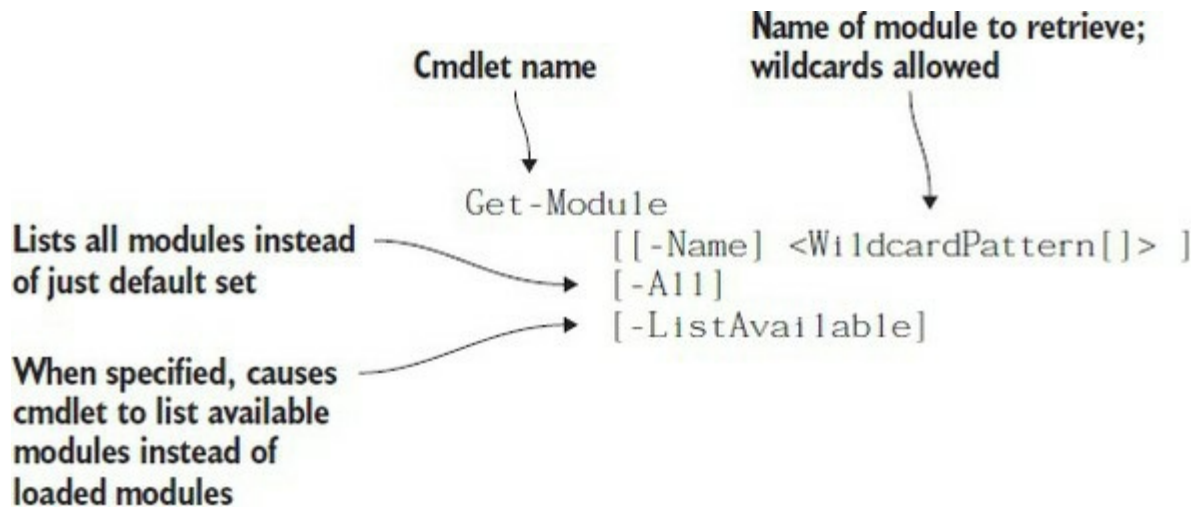 Name of module to retrieve;
wildcards allowed
Cmdlet name
Get-Module
[[-Name] <WildcardPattern[]> ]
[-All]
[-ListAvailable]
Lists all modules instead
of just default set
When specified, causes
cmdlet to list available
modules instead of
loaded modules